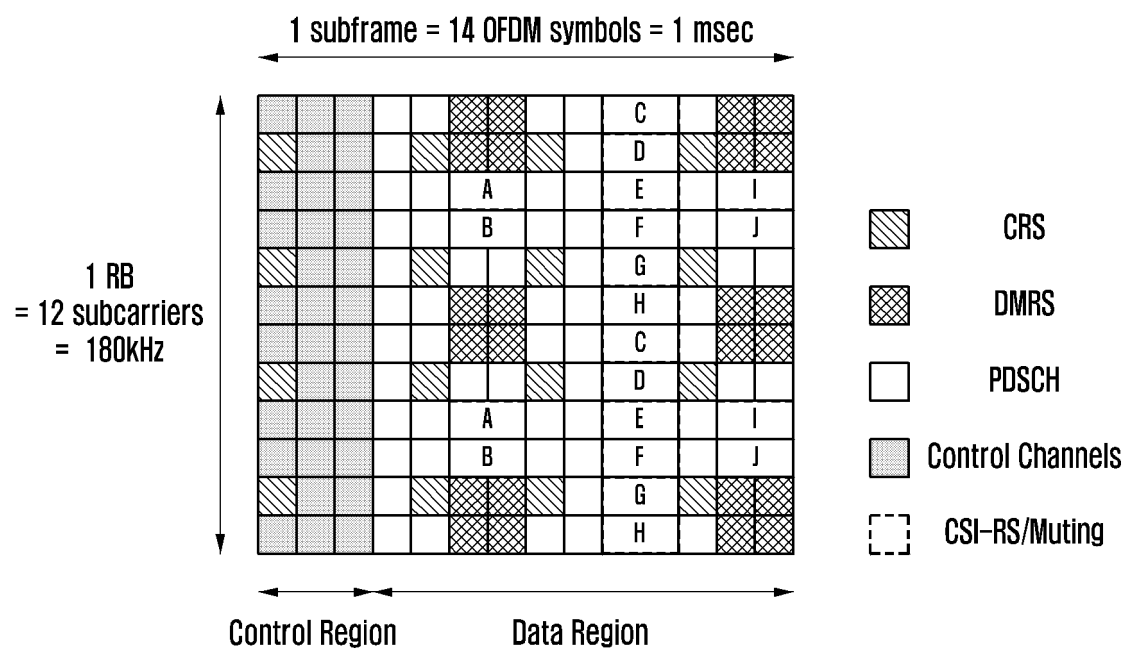 1 subframe = 14 OFDM symbols = 1 msec
C
D
A E I
B F J
G
H
C
D
A E I
B F J
G
H
1 RB
= 12 subcarriers
= 180kHz
CRS
DMRS
PDSCH
Control Channels
CSI-RS/Muting
Control Region Data Region